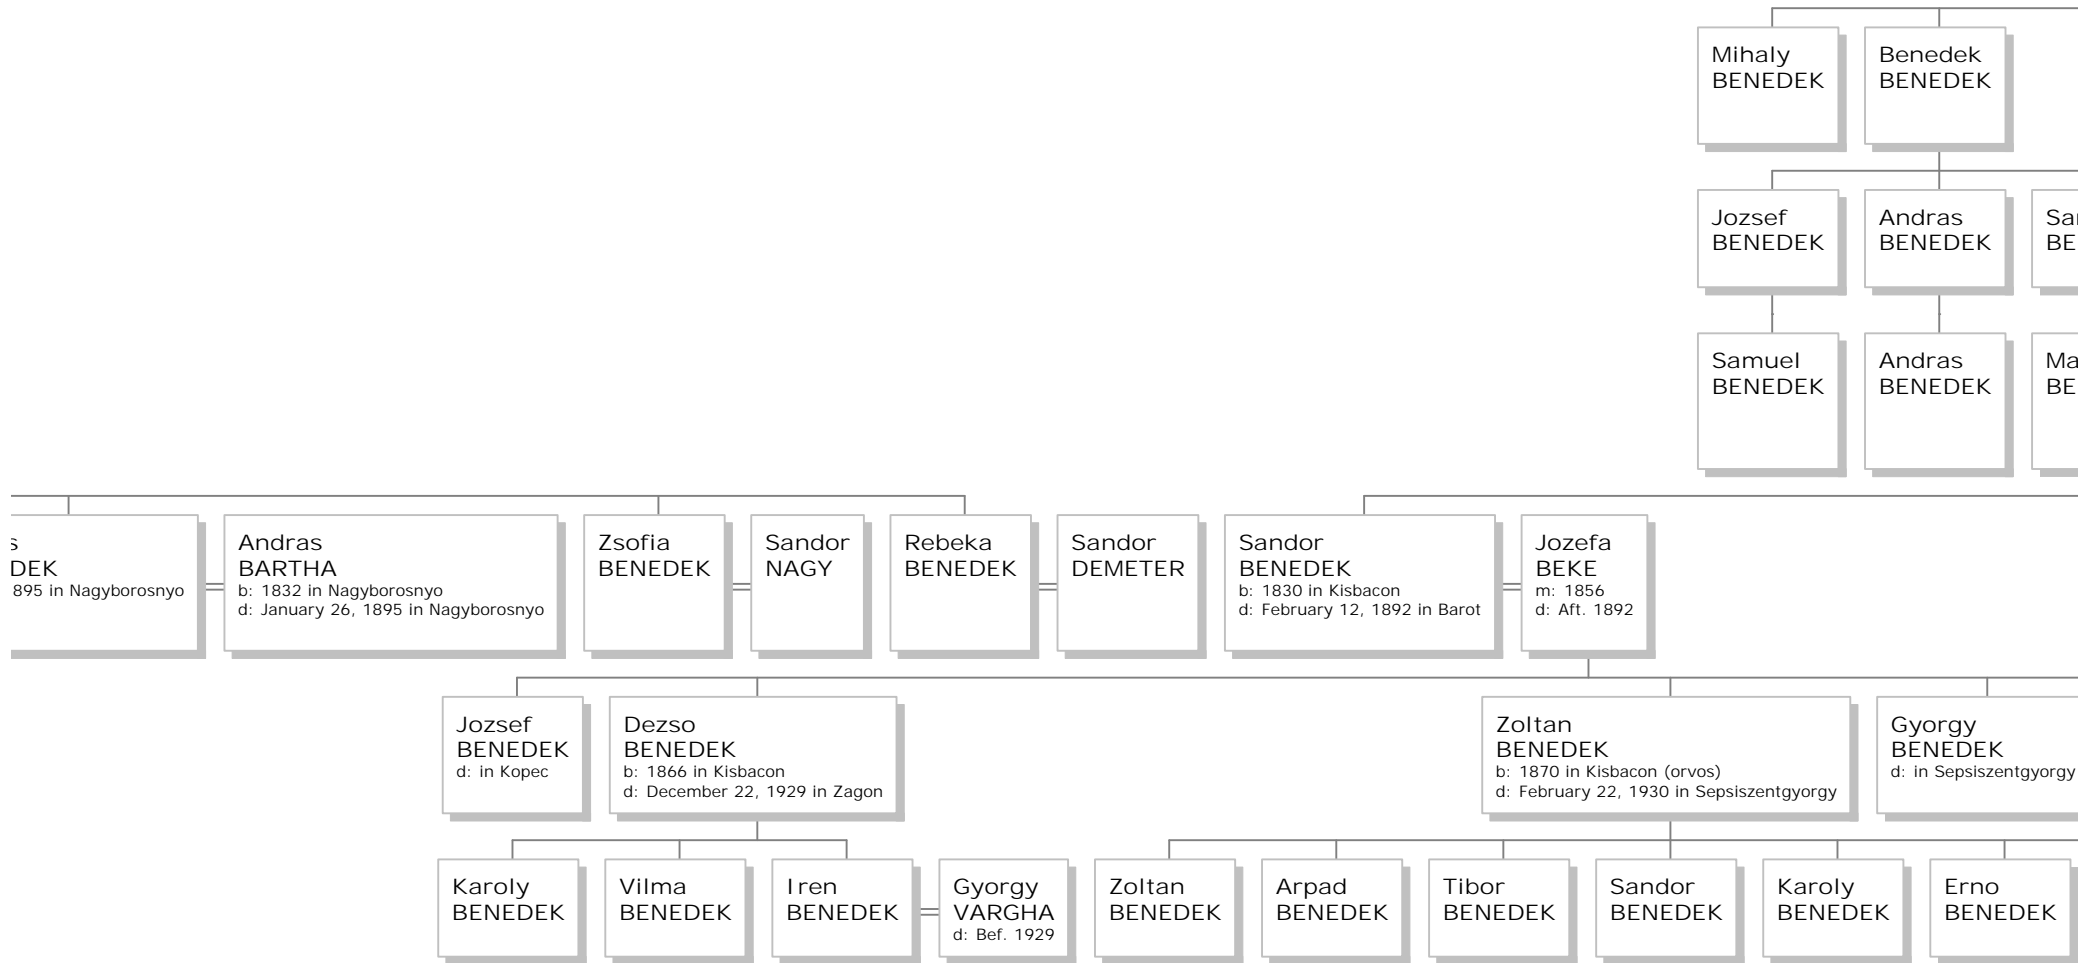 Mihaly
BENEDEK
Benedek
BENEDEK
Jozsef
BENEDEK
Andras
BENEDEK
Samuel
BENEDEK
Andras
BENEDEK
895 in Nagyborosnyo
Andras
BARTHA
b: 1832 in Nagyborosnyo
d: January 26, 1895 in Nagyborosnyo
Zsofia
BENEDEK
Sandor
NAGY
Rebeka
BENEDEK
Sandor
DEMETER
Sandor
BENEDEK
b: 1830 in Kisbacon
d: February 12, 1892 in Barot
Jozefa
BEKE
m: 1856
d: Aft. 1892
Jozsef
BENEDEK
d: in Kopec
Dezso
BENEDEK
b: 1866 in Kisbacon
d: December 22, 1929 in Zagon
Zoltan
BENEDEK
b: 1870 in Kisbacon (orvos)
d: February 22, 1930 in Sepsiszentgyorgy
Gyorgy
BENEDEK
d: in Sepsiszentgyorgy
Karoly
BENEDEK
Vilma
BENEDEK
Iren
BENEDEK
Gyorgy
VARGHA
d: Bef. 1929
Zoltan
BENEDEK
Arpad
BENEDEK
Tibor
BENEDEK
Sandor
BENEDEK
Karoly
BENEDEK
Erno
BENEDEK